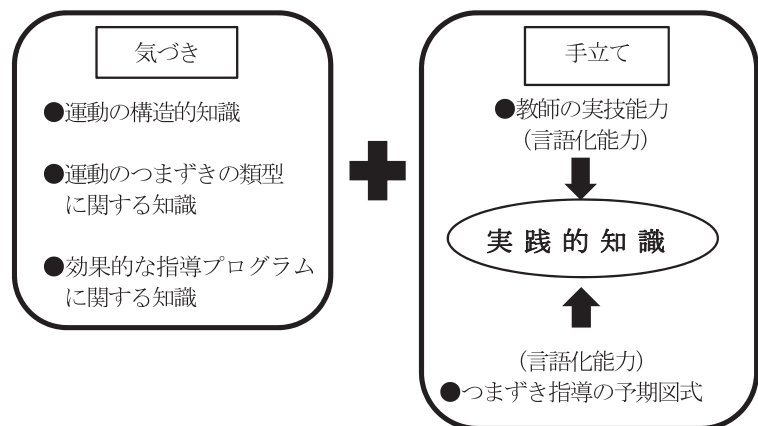 気づき
●運動の構造的知識
●運動のつまずきの類型
に関する知識
●効果的な指導プログラム
に関する知識
手立て
●教師の実技能力
(言語化能力)
実践的知識
(言語化能力)
●つまずき指導の予期図式